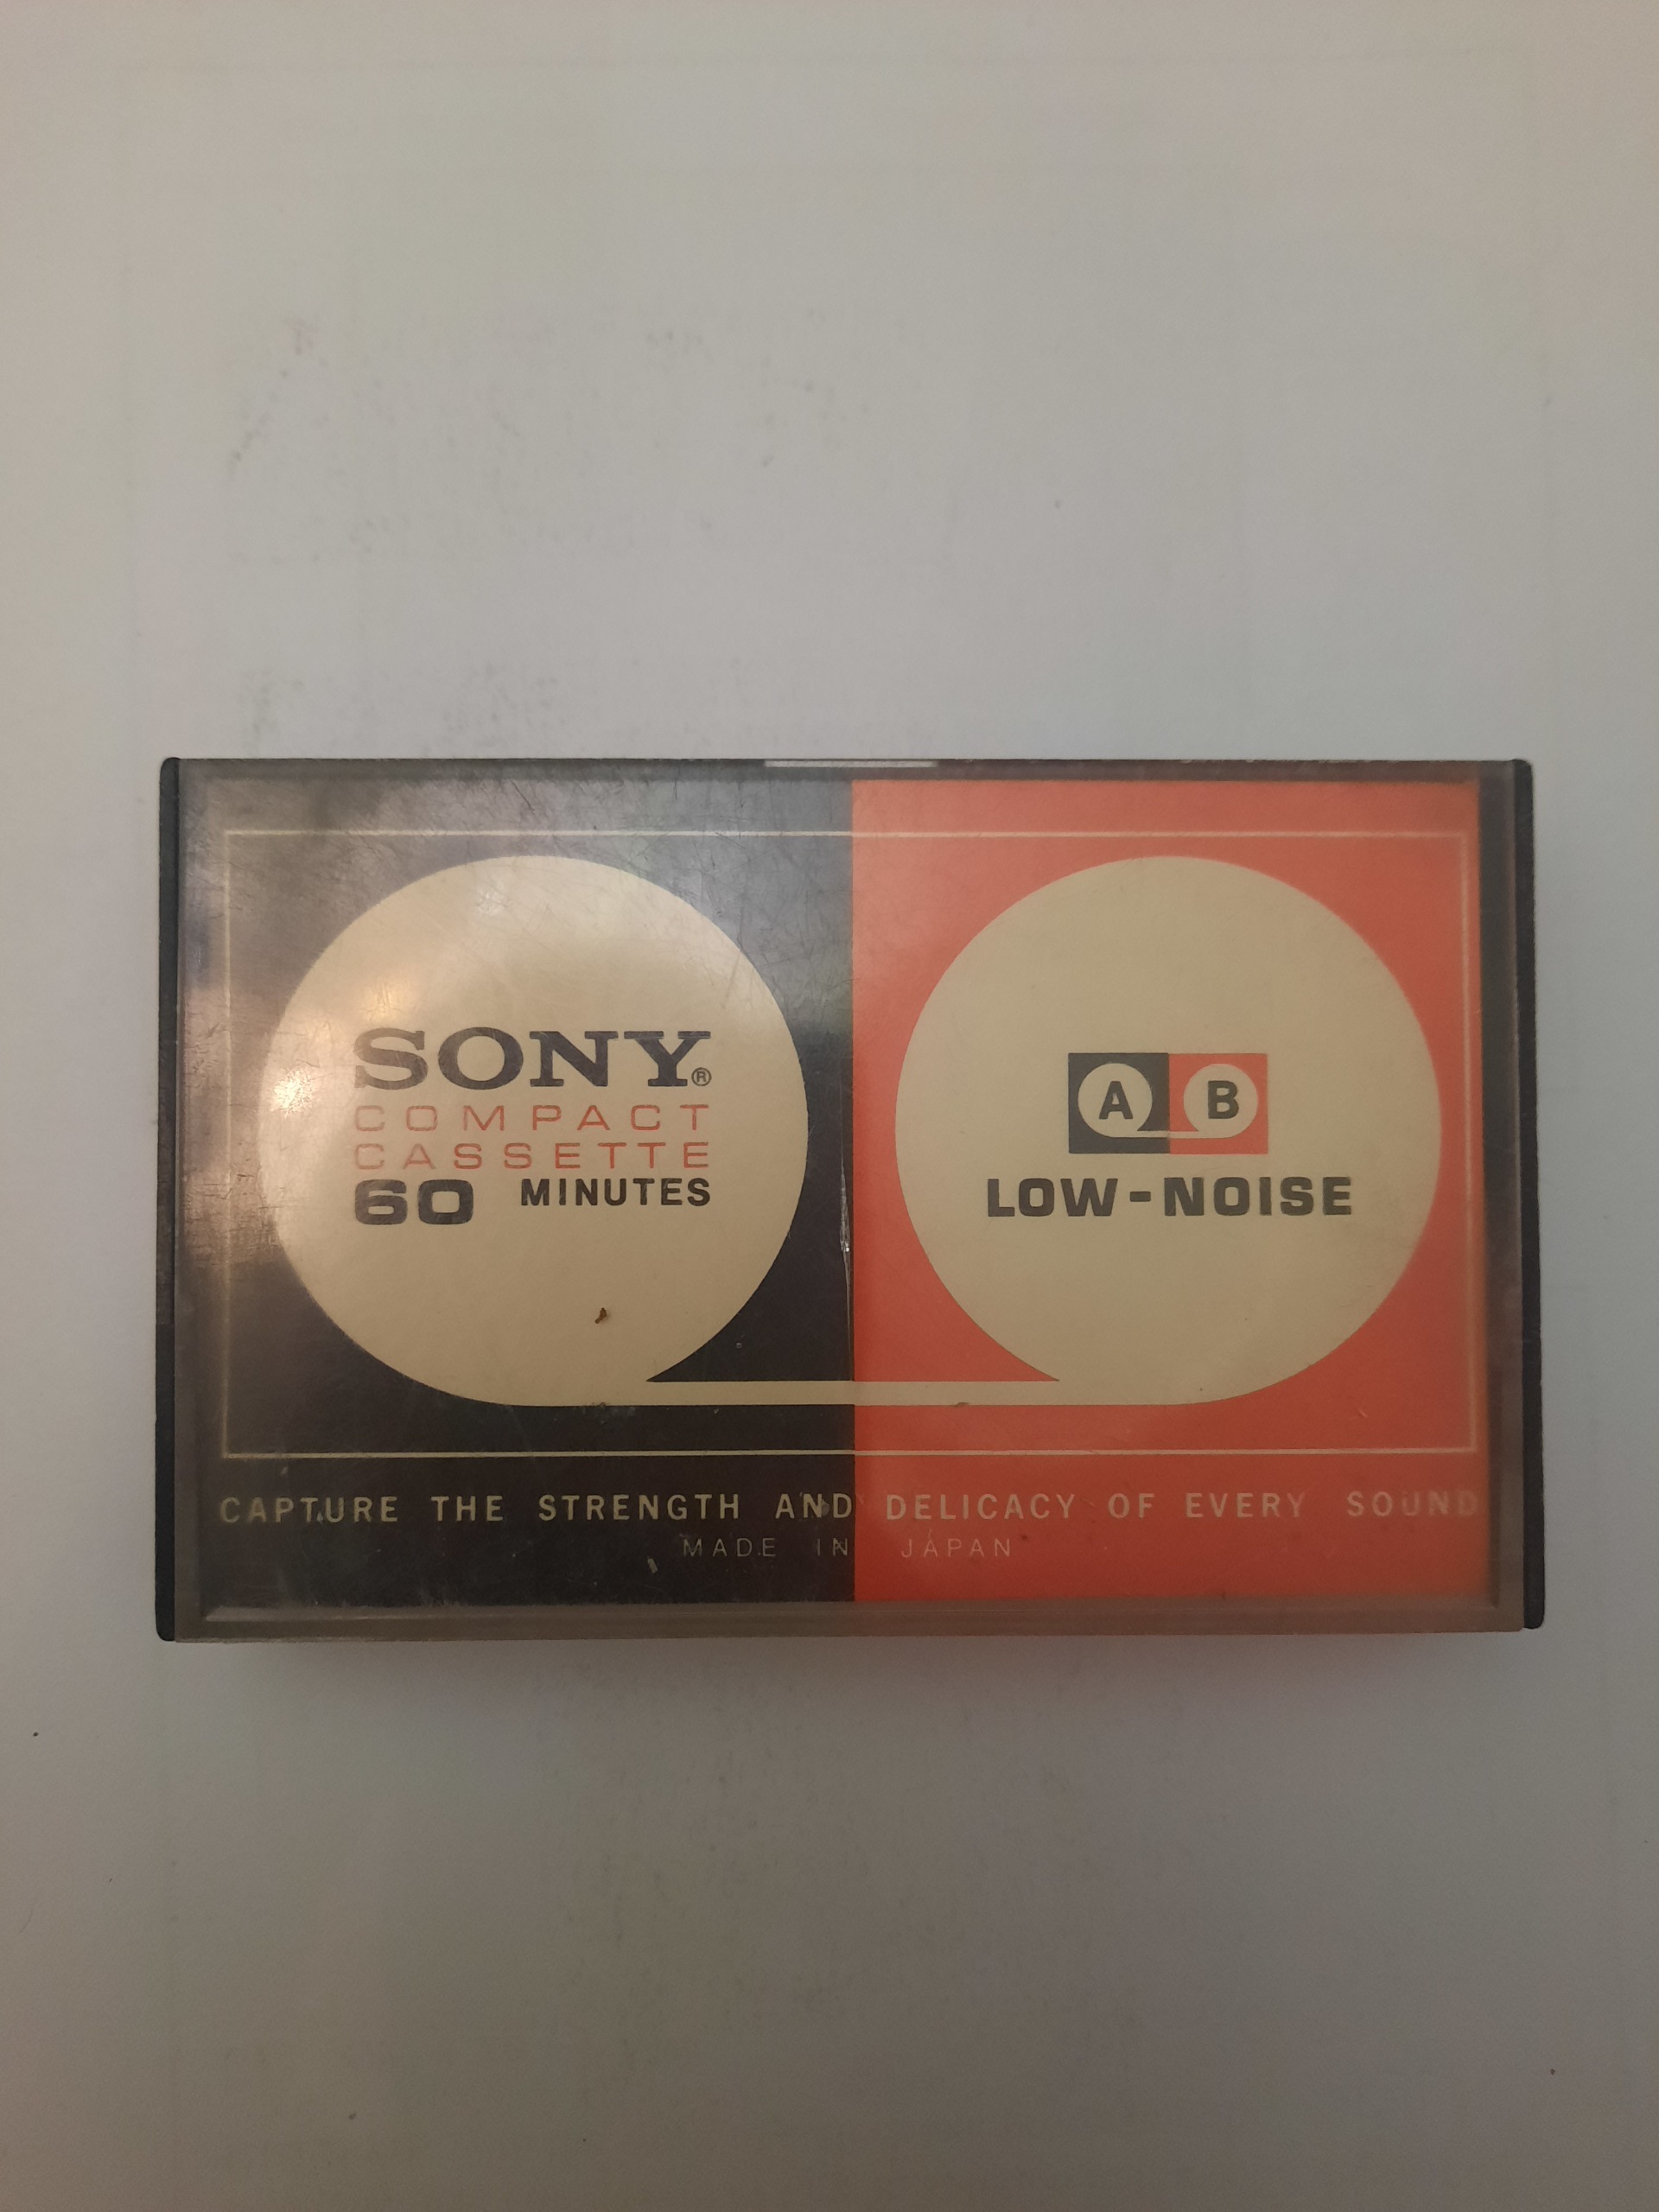 SONY®
COMPACT
CASSETTE
60 MINUTES
A B
LOW-NOISE
CAPTURE THE STRENGTH AND DELICACY OF EVERY SOUND
MADE IN JAPAN